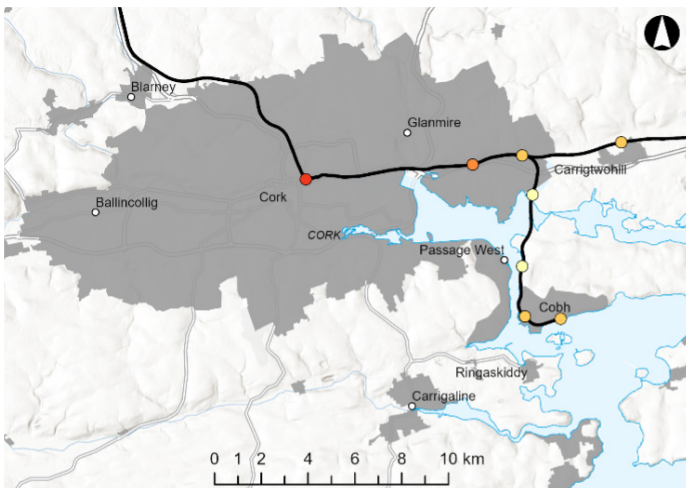 Blarney
Glanmire
Carrigtwohill
Cork
Ballincollig
CORK
Passage West
Cobh
Ringaskiddy
Carrigaline
0 1 2 4 6 8 10 km